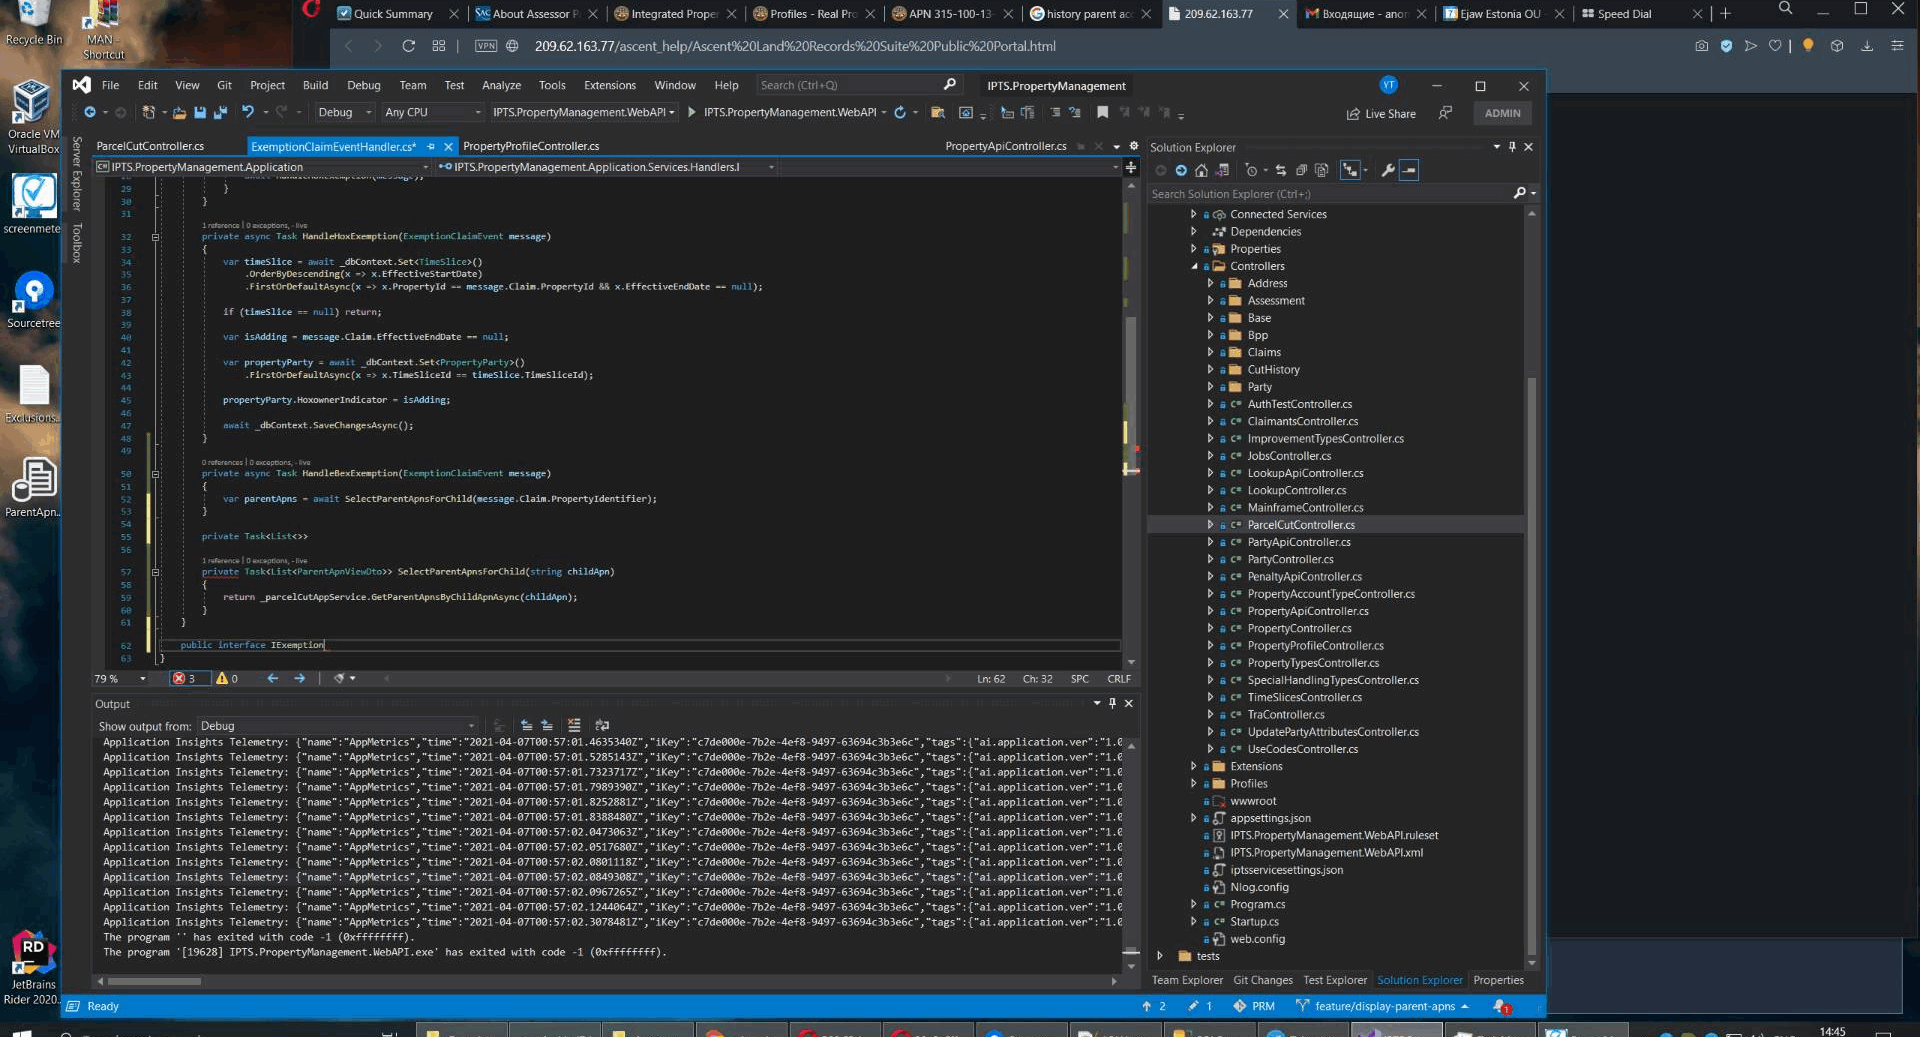 Recycle Bin
MAN - Shortcut
Oracle VM VirtualBox
screenmete
Sourcetree
Exclusions.
ParentApn..
JetBrains Rider 2020.
Quick Summary
About Assessor P
Integrated Proper
Profiles - Real Pro
APN 315-100-13-
history parent acc
209.62.163.77
Входящие - anon
Ejaw Estonia OU -
Speed Dial
VPN
209.62.163.77/ascent_help/Ascent%20Land%20Records%20Suite%20Public%20Portal.html
File Edit View Git Project Build Debug Team Test Analyze Tools Extensions Window Help
Search (Ctrl+Q)
IPTS.PropertyManagement
YT
Debug
Any CPU
IPTS.PropertyManagement.WebAPI
IPTS.PropertyManagement.WebAPI
Live Share
ADMIN
Server Explorer
Toolbox
ParcelCutController.cs
ExemptionClaimEventHandler.cs*
PropertyProfileController.cs
PropertyApiController.cs
IPTS.PropertyManagement.Application
IPTS.PropertyManagement.Application.Services.Handlers.I
29 }
30 }
31
1 reference | 0 exceptions, - live
32 private async Task HandleHoxExemption(ExemptionClaimEvent message)
33 {
34 var timeSlice = await _dbContext.Set<TimeSlice>()
35 .OrderByDescending(x => x.EffectiveStartDate)
36 .FirstOrDefaultAsync(x => x.PropertyId == message.Claim.PropertyId && x.EffectiveEndDate == null);
37
38 if (timeSlice == null) return;
39
40 var isAdding = message.Claim.EffectiveEndDate == null;
41
42 var propertyParty = await _dbContext.Set<PropertyParty>()
43 .FirstOrDefaultAsync(x => x.TimeSliceId == timeSlice.TimeSliceId);
44
45 propertyParty.HoxownerIndicator = isAdding;
46
47 await _dbContext.SaveChangesAsync();
48 }
49
0 references | 0 exceptions, - live
50 private async Task HandleBexExemption(ExemptionClaimEvent message)
51 {
52 var parentApns = await SelectParentApnsForChild(message.Claim.PropertyIdentifier);
53 }
54
55 private Task<List<>>
56
1 reference | 0 exceptions, - live
57 private Task<List<ParentApnViewDto>> SelectParentApnsForChild(string childApn)
58 {
59 return _parcelCutAppService.GetParentApnsByChildApnAsync(childApn);
60 }
61 }
62 public interface IExemption
63 }
79 %
3
0
Ln: 62 Ch: 32 SPC CRLF
Output
Show output from: Debug
Application Insights Telemetry: {"name":"AppMetrics","time":"2021-04-07T00:57:01.4635340Z","iKey":"c7de000e-7b2e-4ef8-9497-63694c3b3e6c","tags":{"ai.application.ver":"1.0
Application Insights Telemetry: {"name":"AppMetrics","time":"2021-04-07T00:57:01.5285143Z","iKey":"c7de000e-7b2e-4ef8-9497-63694c3b3e6c","tags":{"ai.application.ver":"1.0
Application Insights Telemetry: {"name":"AppMetrics","time":"2021-04-07T00:57:01.7323717Z","iKey":"c7de000e-7b2e-4ef8-9497-63694c3b3e6c","tags":{"ai.application.ver":"1.0
Application Insights Telemetry: {"name":"AppMetrics","time":"2021-04-07T00:57:01.7989390Z","iKey":"c7de000e-7b2e-4ef8-9497-63694c3b3e6c","tags":{"ai.application.ver":"1.0
Application Insights Telemetry: {"name":"AppMetrics","time":"2021-04-07T00:57:01.8252881Z","iKey":"c7de000e-7b2e-4ef8-9497-63694c3b3e6c","tags":{"ai.application.ver":"1.0
Application Insights Telemetry: {"name":"AppMetrics","time":"2021-04-07T00:57:01.8388480Z","iKey":"c7de000e-7b2e-4ef8-9497-63694c3b3e6c","tags":{"ai.application.ver":"1.0
Application Insights Telemetry: {"name":"AppMetrics","time":"2021-04-07T00:57:02.0473063Z","iKey":"c7de000e-7b2e-4ef8-9497-63694c3b3e6c","tags":{"ai.application.ver":"1.0
Application Insights Telemetry: {"name":"AppMetrics","time":"2021-04-07T00:57:02.0517680Z","iKey":"c7de000e-7b2e-4ef8-9497-63694c3b3e6c","tags":{"ai.application.ver":"1.0
Application Insights Telemetry: {"name":"AppMetrics","time":"2021-04-07T00:57:02.0801118Z","iKey":"c7de000e-7b2e-4ef8-9497-63694c3b3e6c","tags":{"ai.application.ver":"1.0
Application Insights Telemetry: {"name":"AppMetrics","time":"2021-04-07T00:57:02.0849308Z","iKey":"c7de000e-7b2e-4ef8-9497-63694c3b3e6c","tags":{"ai.application.ver":"1.0
Application Insights Telemetry: {"name":"AppMetrics","time":"2021-04-07T00:57:02.0967265Z","iKey":"c7de000e-7b2e-4ef8-9497-63694c3b3e6c","tags":{"ai.application.ver":"1.0
Application Insights Telemetry: {"name":"AppMetrics","time":"2021-04-07T00:57:02.1244064Z","iKey":"c7de000e-7b2e-4ef8-9497-63694c3b3e6c","tags":{"ai.application.ver":"1.0
Application Insights Telemetry: {"name":"AppMetrics","time":"2021-04-07T00:57:02.3078481Z","iKey":"c7de000e-7b2e-4ef8-9497-63694c3b3e6c","tags":{"ai.application.ver":"1.0
The program '' has exited with code -1 (0xffffffff).
The program '[19628] IPTS.PropertyManagement.WebAPI.exe' has exited with code -1 (0xffffffff).
Solution Explorer
Search Solution Explorer (Ctrl+;)
Connected Services
Dependencies
Properties
Controllers
Address
Assessment
Base
Bpp
Claims
CutHistory
Party
AuthTestController.cs
ClaimantsController.cs
ImprovementTypesController.cs
JobsController.cs
LookupApiController.cs
LookupController.cs
MainframeController.cs
ParcelCutController.cs
PartyApiController.cs
PartyController.cs
PenaltyApiController.cs
PropertyAccountTypeController.cs
PropertyApiController.cs
PropertyController.cs
PropertyProfileController.cs
PropertyTypesController.cs
SpecialHandlingTypesController.cs
TimeSlicesController.cs
TraController.cs
UpdatePartyAttributesController.cs
UseCodesController.cs
Extensions
Profiles
wwwroot
appsettings.json
IPTS.PropertyManagement.WebAPI.ruleset
IPTS.PropertyManagement.WebAPI.xml
iptsservicesettings.json
Nlog.config
Program.cs
Startup.cs
web.config
tests
Team Explorer Git Changes Test Explorer Solution Explorer Properties
Ready
2 1 PRM feature/display-parent-apns 1
14:45